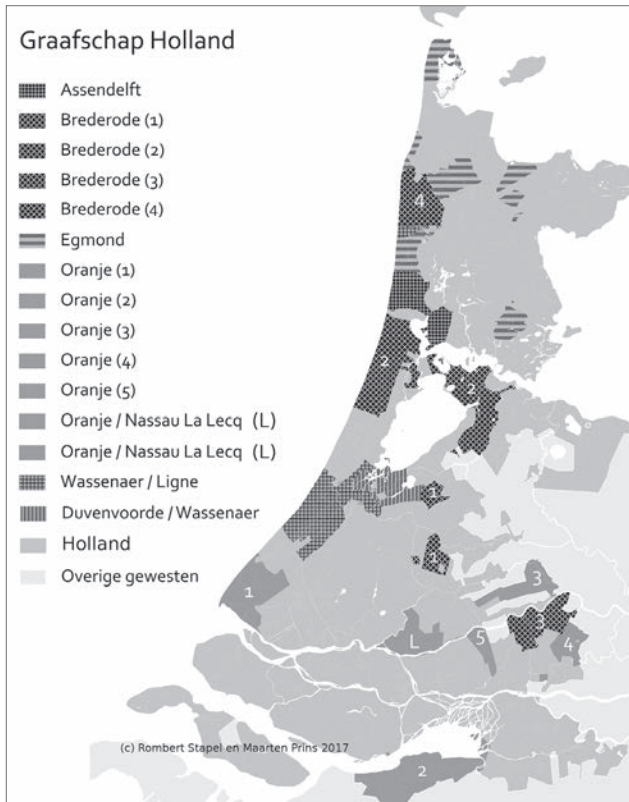 Graafschap Holland
Assendelft
Brederode (1)
Brederode (2)
Brederode (3)
Brederode (4)
Egmond
Oranje (1)
Oranje (2)
Oranje (3)
Oranje (4)
Oranje (5)
Oranje / Nassau La Lecq (L)
Oranje / Nassau La Lecq (L)
Wassenaer / Ligne
Duvenvoorde / Wassenaer
Holland
Overige gewesten
4
2
2
1
1
1
3
3
L
5
4
2
(c) Rombert Stapel en Maarten Prins 2017